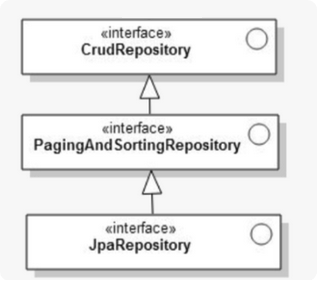 «interface»
CrudRepository
«interface»
PagingAndSortingRepository
«interface»
JpaRepository